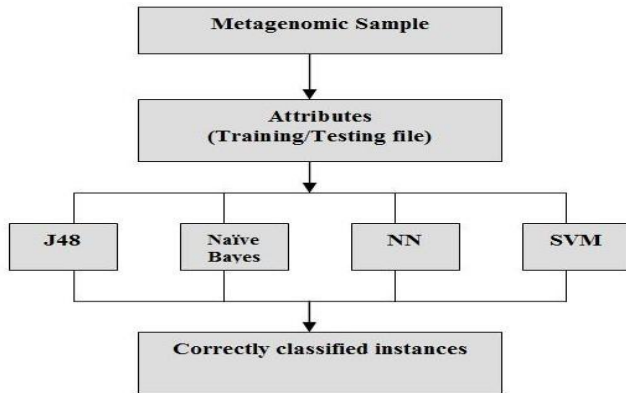 Metagenomic Sample
Attributes
(Training/Testing file)
J48
Naïve
Bayes
NN
SVM
Correctly classified instances